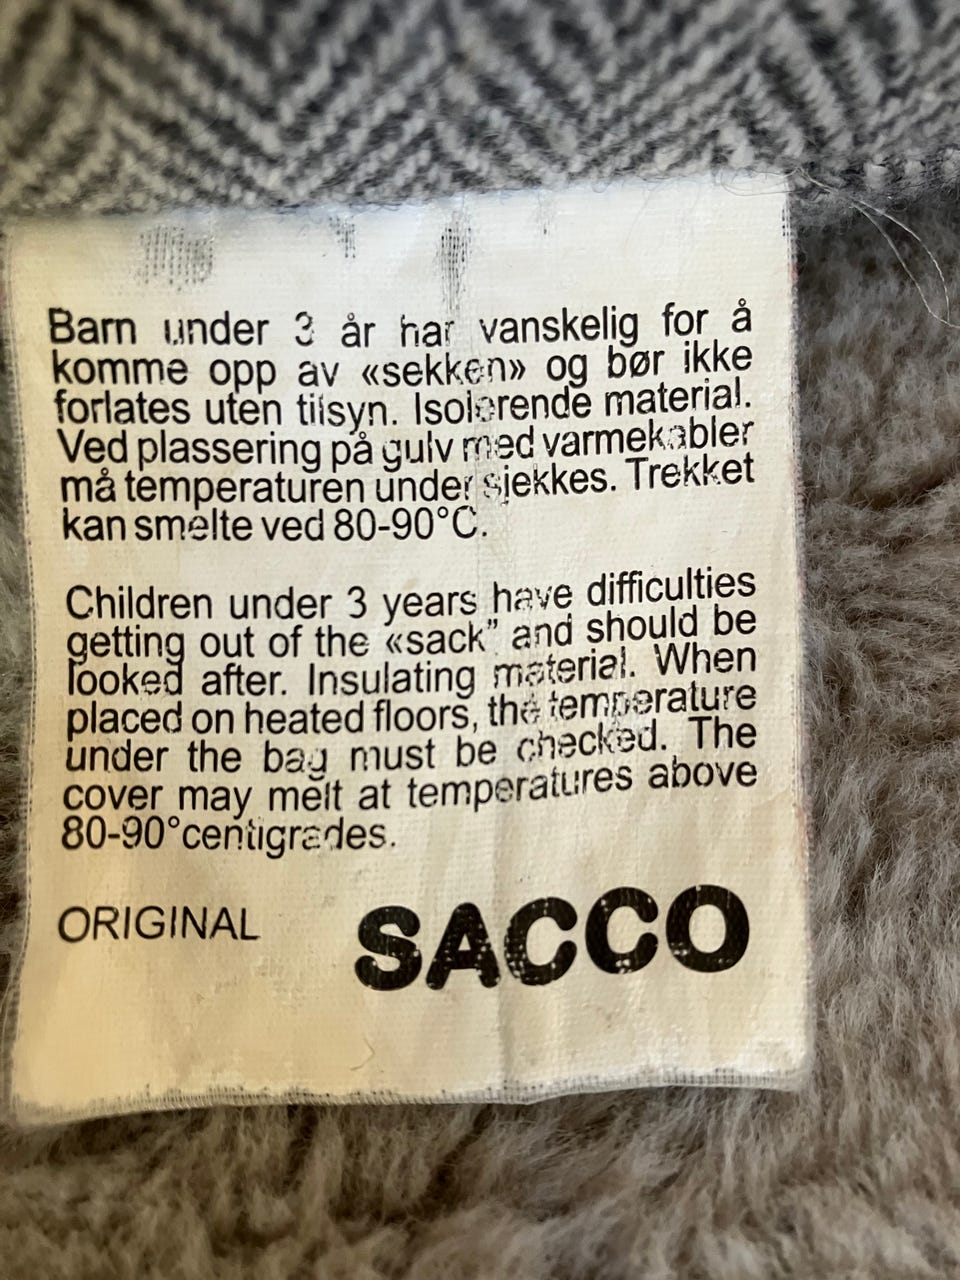 Barn under 3 år har vanskelig for å
komme opp av «sekken» og bør ikke
forlates uten tilsyn. Isolerende material.
Ved plassering på gulv med varmekabler
må temperaturen under sjekkes. Trekket
kan smelte ved 80-90°C.
Children under 3 years have difficulties
getting out of the «sack” and should be
looked after. Insulating material. When
placed on heated floors, the temperature
under the bag must be checked. The
cover may melt at temperatures above
80-90°centigrades.
ORIGINAL SACCO